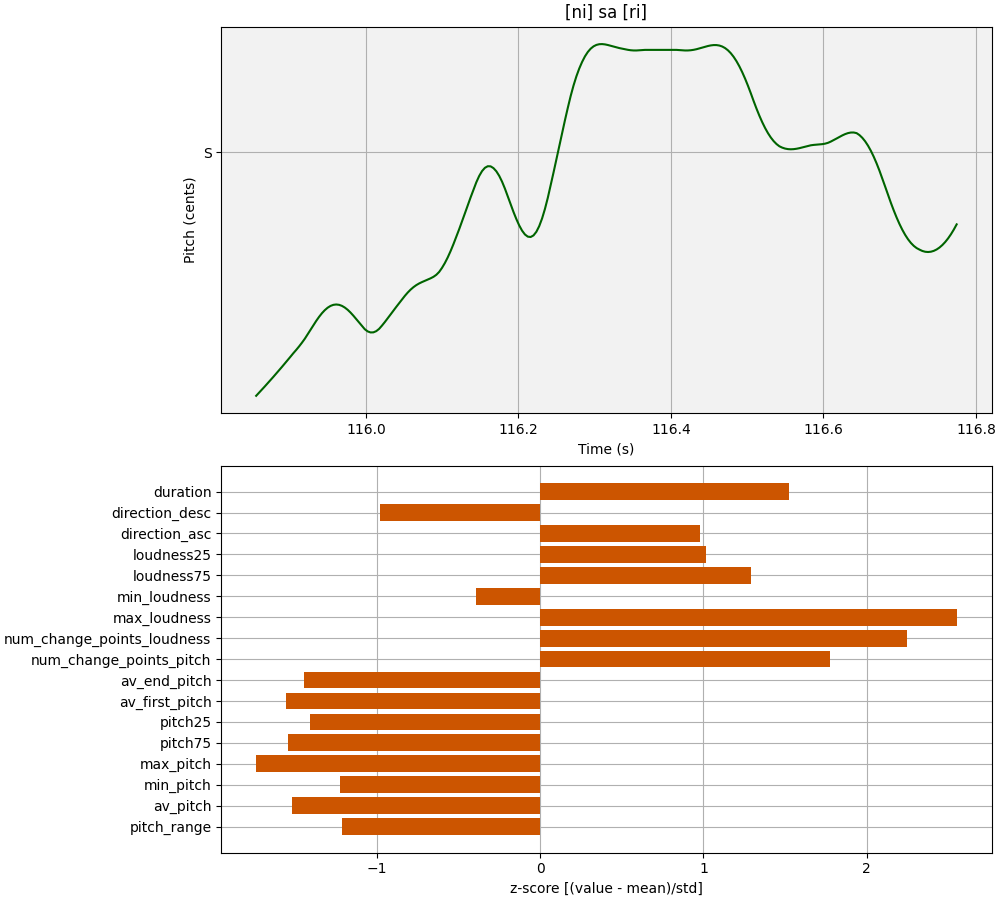 [ni] sa [ri]
S
Pitch (cents)
116.0 116.2 116.4 116.6 116.8
Time (s)
duration
direction_desc
direction_asc
loudness25
loudness75
min_loudness
max_loudness
num_change_points_loudness
num_change_points_pitch
av_end_pitch
av_first_pitch
pitch25
pitch75
max_pitch
min_pitch
av_pitch
pitch_range
−1 0 1 2
z-score [(value - mean)/std]